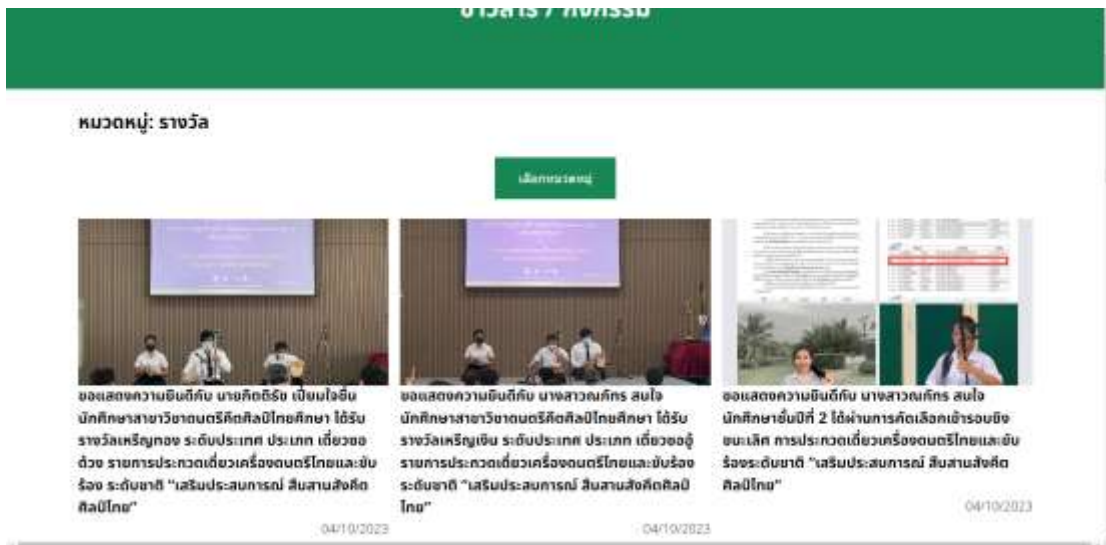 ข่าวสาร / กิจกรรม
หมวดหมู่: รางวัล
เลือกหมวดหมู่
ขอแสดงความยินดีกับ นายกิตติธัช เปี่ยมใจชื่น
นักศึกษาสาขาวิชาดนตรีคีตศิลป์ไทยศึกษา ได้รับ
รางวัลเหรียญทอง ระดับประเทศ ประเภท เดี่ยวซอ
ด้วง รายการประกวดเดี่ยวเครื่องดนตรีไทยและขับ
ร้อง ระดับชาติ “เสริมประสบการณ์ สืบสานสังคีต
ศิลป์ไทย”
04/10/2023
ขอแสดงความยินดีกับ นางสาวณภัทร สมใจ
นักศึกษาสาขาวิชาดนตรีคีตศิลป์ไทยศึกษา ได้รับ
รางวัลเหรียญเงิน ระดับประเทศ ประเภท เดี่ยวซออู้
รายการประกวดเดี่ยวเครื่องดนตรีไทยและขับร้อง
ระดับชาติ “เสริมประสบการณ์ สืบสานสังคีตศิลป์
ไทย”
04/10/2023
ขอแสดงความยินดีกับ นางสาวณภัทร สมใจ
นักศึกษาชั้นปีที่ 2 ได้ผ่านการคัดเลือกเข้ารอบชิง
ชนะเลิศ การประกวดเดี่ยวเครื่องดนตรีไทยและขับ
ร้องระดับชาติ “เสริมประสบการณ์ สืบสานสังคีต
ศิลป์ไทย”
04/10/2023